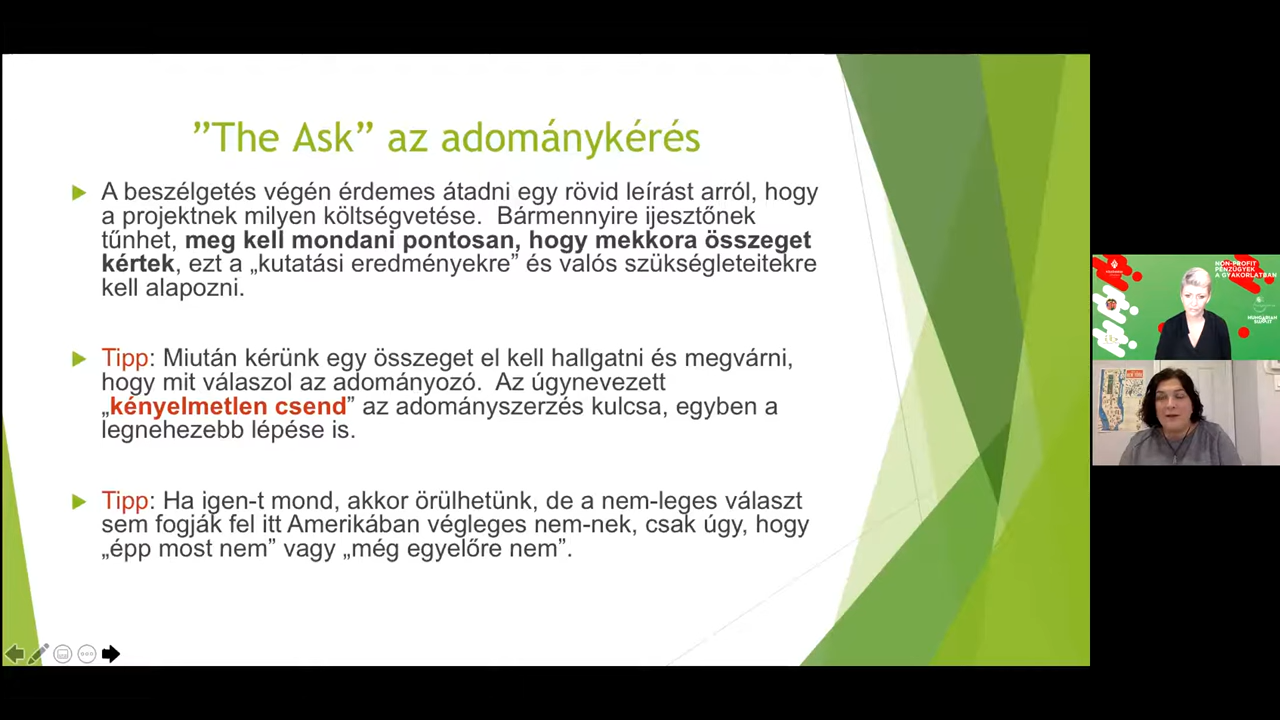 ”The Ask” az adománykérés
A beszélgetés végén érdemes átadni egy rövid leírást arról, hogy
a projektnek milyen költségvetése. Bármennyire ijesztőnek
tűnhet, meg kell mondani pontosan, hogy mekkora összeget
kértek, ezt a „kutatási eredményekre” és valós szükségleteitekre
kell alapozni.
Tipp: Miután kérünk egy összeget el kell hallgatni és megvárni,
hogy mit válaszol az adományozó. Az úgynevezett
„kényelmetlen csend” az adományszerzés kulcsa, egyben a
legnehezebb lépése is.
Tipp: Ha igen-t mond, akkor örülhetünk, de a nem-leges választ
sem fogják fel itt Amerikában végleges nem-nek, csak úgy, hogy
„épp most nem” vagy „még egyelőre nem”.
NON-PROFIT
PÉNZÜGYEK
A GYAKORLATBAN
HUNGARIAN
SUMMIT